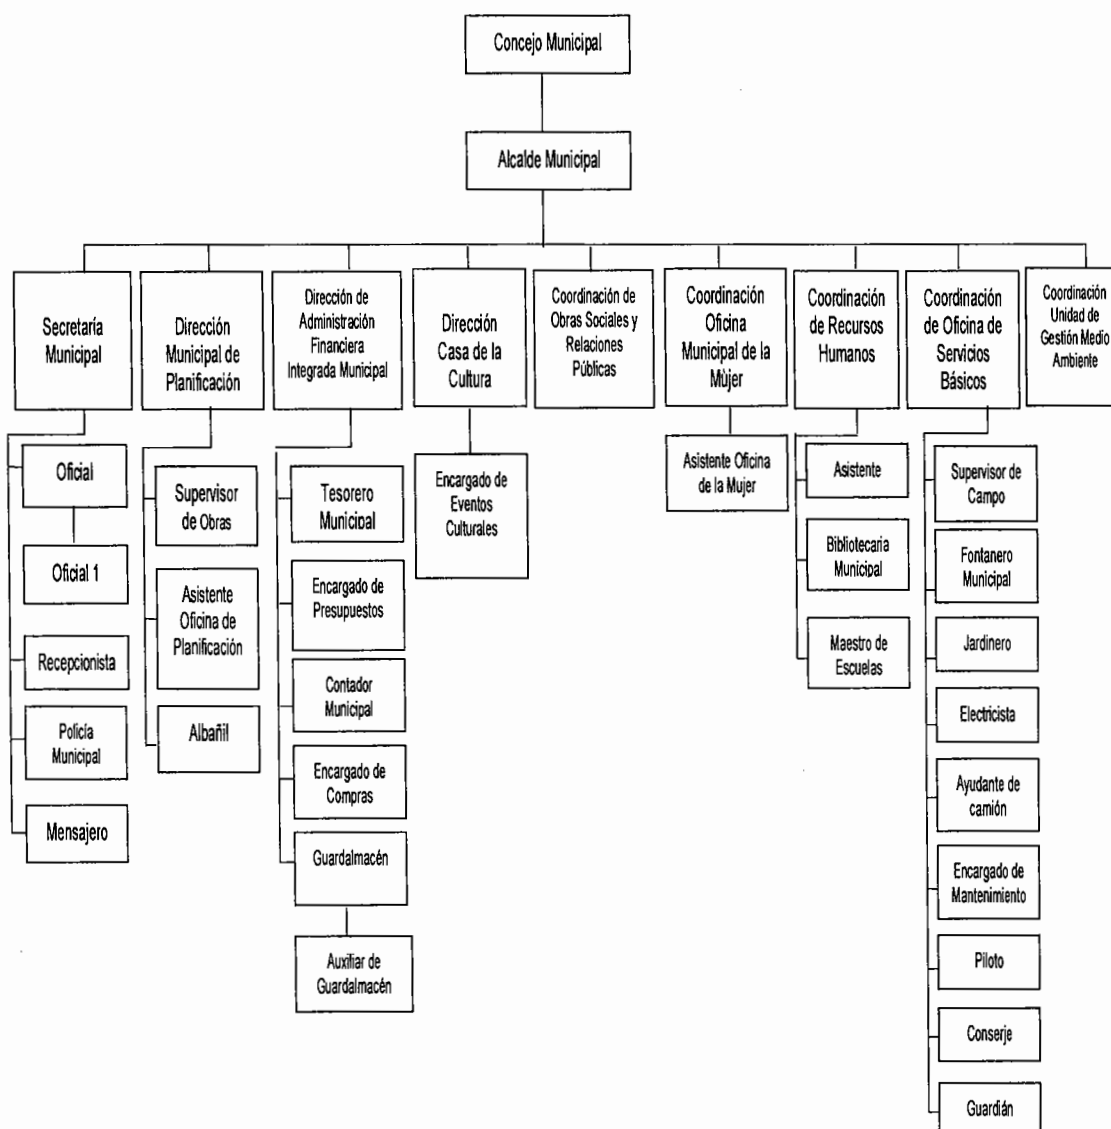 Concejo Municipal
Alcalde Municipal
Secretaría
Municipal
Dirección
Municipal de
Planificación
Dirección de
Administración
Financiera
Integrada Municipal
Dirección
Casa de la
Cultura
Coordinación de
Obras Sociales y
Relaciones
Públicas
Coordinación
Oficina
Municipal de la
Mujer
Coordinación
de Recursos
Humanos
Coordinación
de Oficina de
Servicios
Básicos
Coordinación
Unidad de
Gestión Medio
Ambiente
Oficial
Oficial 1
Recepcionista
Policía
Municipal
Mensajero
Supervisor
de Obras
Asistente
Oficina de
Planificación
Albañil
Tesorero
Municipal
Encargado de
Presupuestos
Contador
Municipal
Encargado de
Compras
Guardalmacén
Auxiliar de
Guardalmacén
Encargado de
Eventos
Culturales
Asistente Oficina
de la Mujer
Asistente
Bibliotecaria
Municipal
Maestro de
Escuelas
Supervisor de
Campo
Fontanero
Municipal
Jardinero
Electricista
Ayudante de
camión
Encargado de
Mantenimiento
Piloto
Conserje
Guardián